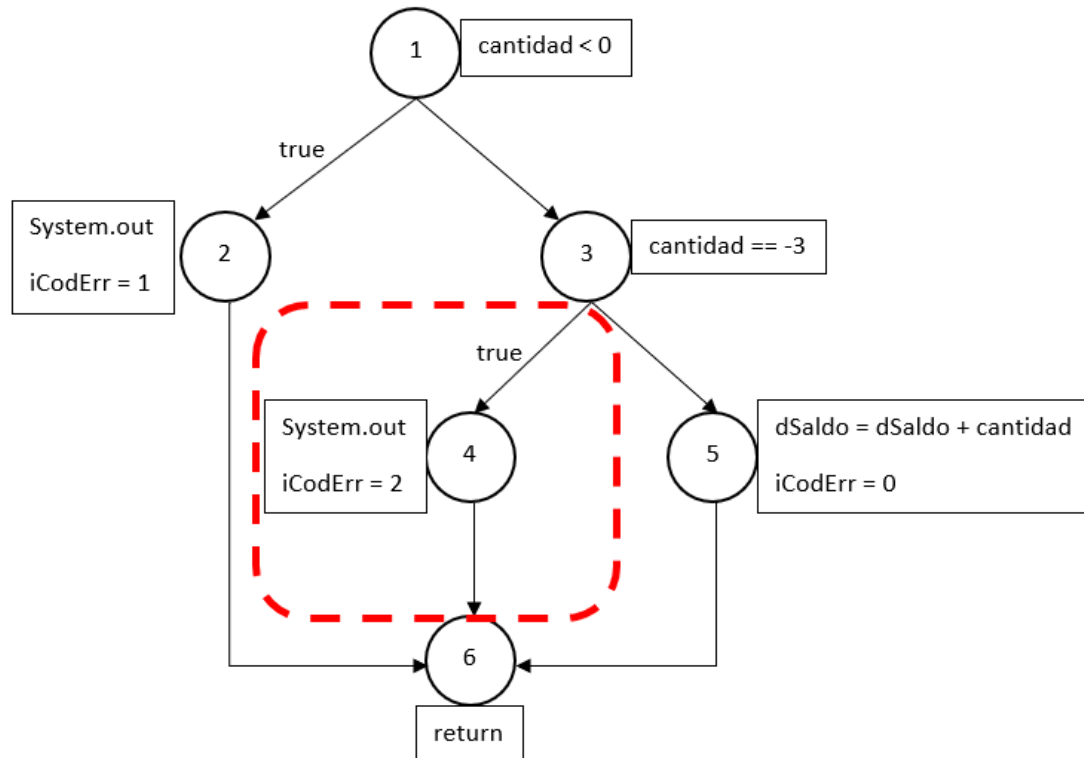 1
cantidad < 0
true
System.out
iCodErr = 1
2
3
cantidad == -3
true
System.out
iCodErr = 2
4
5
dSaldo = dSaldo + cantidad
iCodErr = 0
6
return